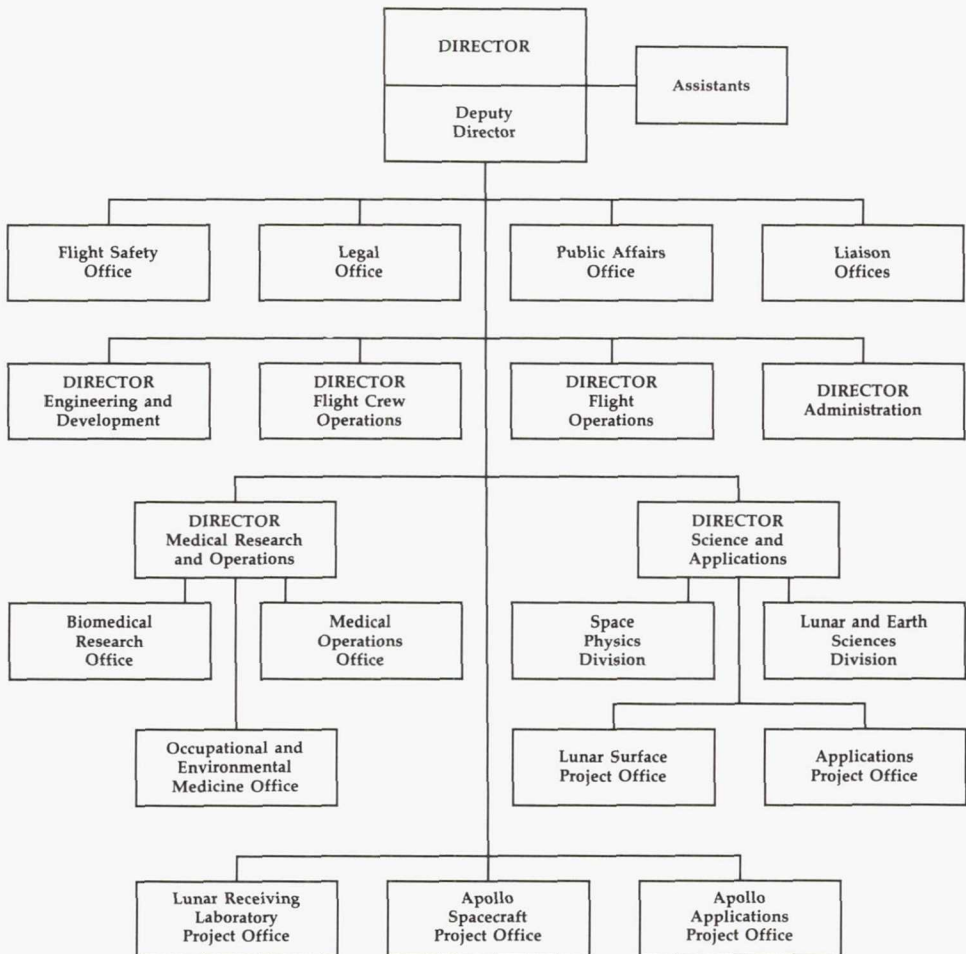 DIRECTOR
Deputy
Director
Assistants
Flight Safety
Office
Legal
Office
Public Affairs
Office
Liaison
Offices
DIRECTOR
Engineering and
Development
DIRECTOR
Flight Crew
Operations
DIRECTOR
Flight
Operations
DIRECTOR
Administration
DIRECTOR
Medical Research
and Operations
DIRECTOR
Science and
Applications
Biomedical
Research
Office
Medical
Operations
Office
Space
Physics
Division
Lunar and Earth
Sciences
Division
Occupational and
Environmental
Medicine Office
Lunar Surface
Project Office
Applications
Project Office
Lunar Receiving
Laboratory
Project Office
Apollo
Spacecraft
Project Office
Apollo
Applications
Project Office